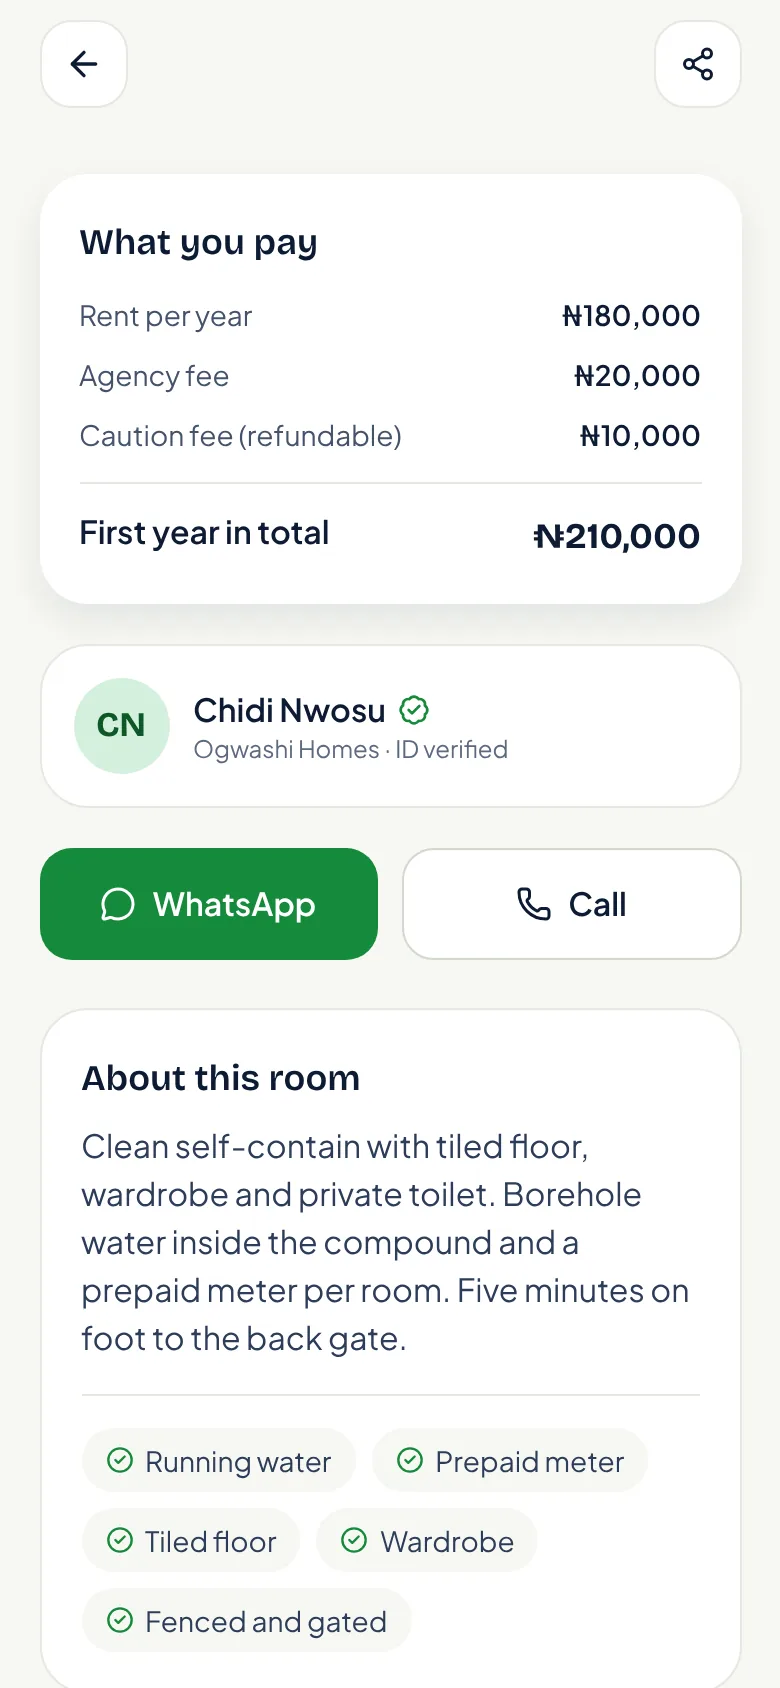 What you pay
Rent per year ₦180,000
Agency fee ₦20,000
Caution fee (refundable) ₦10,000
First year in total ₦210,000
CN
Chidi Nwosu
Ogwashi Homes · ID verified
WhatsApp
Call
About this room
Clean self-contain with tiled floor,
wardrobe and private toilet. Borehole
water inside the compound and a
prepaid meter per room. Five minutes on
foot to the back gate.
Running water
Prepaid meter
Tiled floor
Wardrobe
Fenced and gated